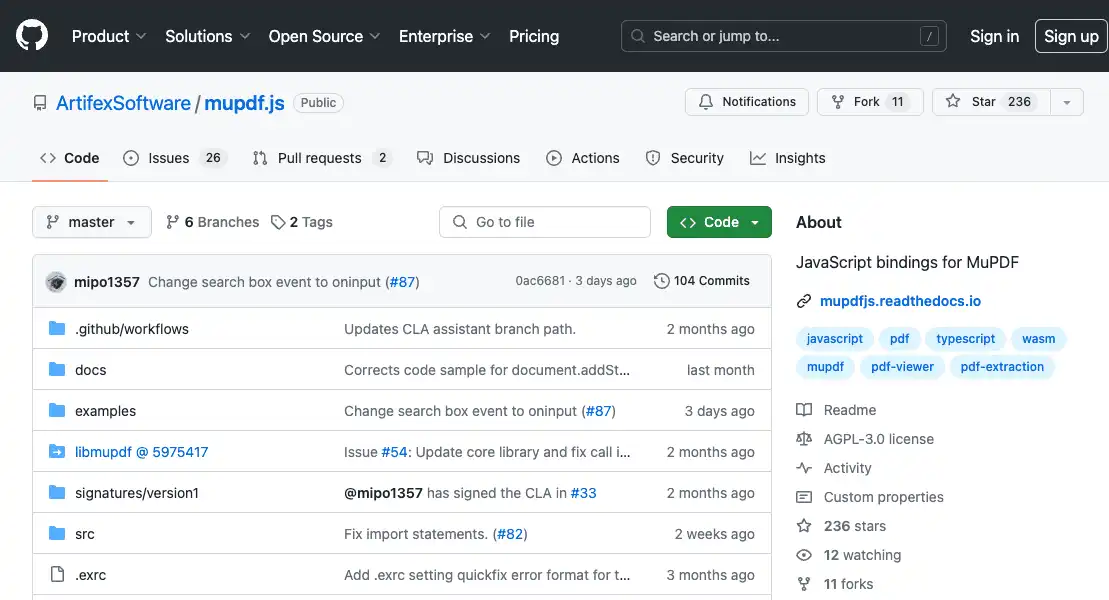 Product Solutions Open Source Enterprise Pricing Search or jump to... / Sign in Sign up
ArtifexSoftware / mupdf.js Public Notifications Fork 11 Star 236
Code Issues 26 Pull requests 2 Discussions Actions Security Insights
master 6 Branches 2 Tags Go to file Code
mipo1357 Change search box event to oninput (#87) 0ac6681 · 3 days ago 104 Commits
.github/workflows Updates CLA assistant branch path. 2 months ago
docs Corrects code sample for document.addSt... last month
examples Change search box event to oninput (#87) 3 days ago
libmupdf @ 5975417 Issue #54: Update core library and fix call i... 2 months ago
signatures/version1 @mipo1357 has signed the CLA in #33 2 months ago
src Fix import statements. (#82) 2 weeks ago
.exrc Add .exrc setting quickfix error format for t... 3 months ago
About
JavaScript bindings for MuPDF
mupdfjs.readthedocs.io
javascript pdf typescript wasm
mupdf pdf-viewer pdf-extraction
Readme
AGPL-3.0 license
Activity
Custom properties
236 stars
12 watching
11 forks